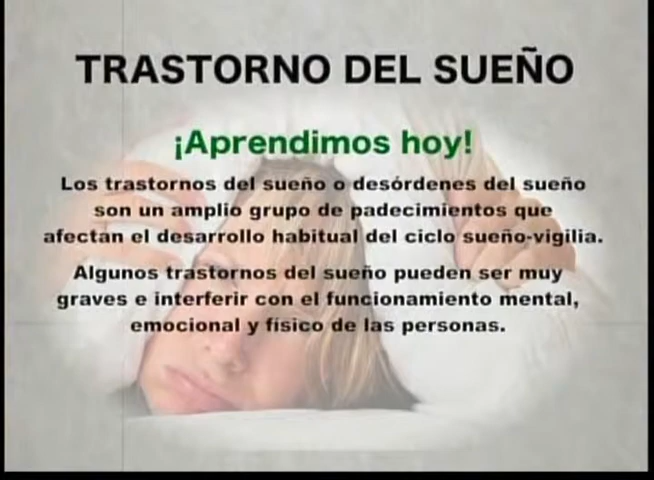 TRASTORNO DEL SUEÑO
¡Aprendimos hoy!
Los trastornos del sueño o desórdenes del sueño
son un amplio grupo de padecimientos que
afectan el desarrollo habitual del ciclo sueño-vigilia.
Algunos trastornos del sueño pueden ser muy
graves e interferir con el funcionamiento mental,
emocional y físico de las personas.